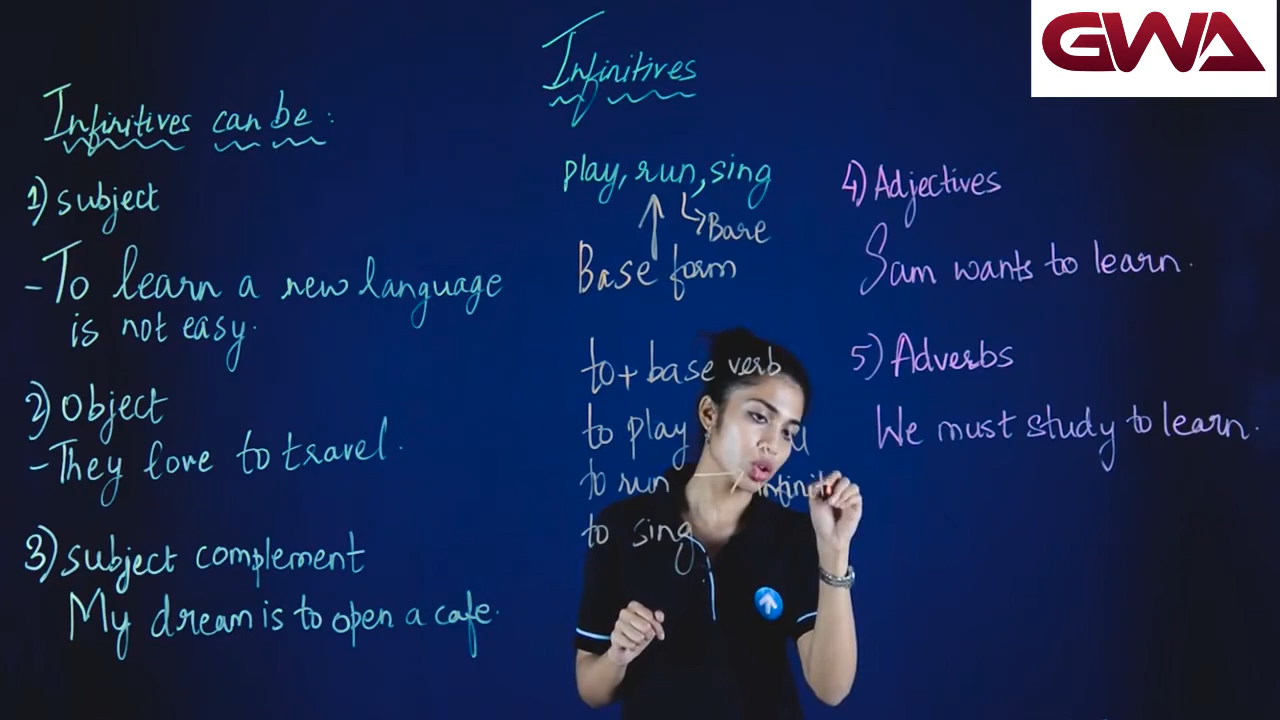 GWA
Infinitives
Infinitives can be:
1) subject
- To learn a new language
is not easy.
2) Object
- They love to travel.
3) subject complement
My dream is to open a cafe.
play, run, sing
Bare
Base form
to + base verb
to play
to run
to sing
4) Adjectives
Sam wants to learn.
5) Adverbs
We must study to learn.